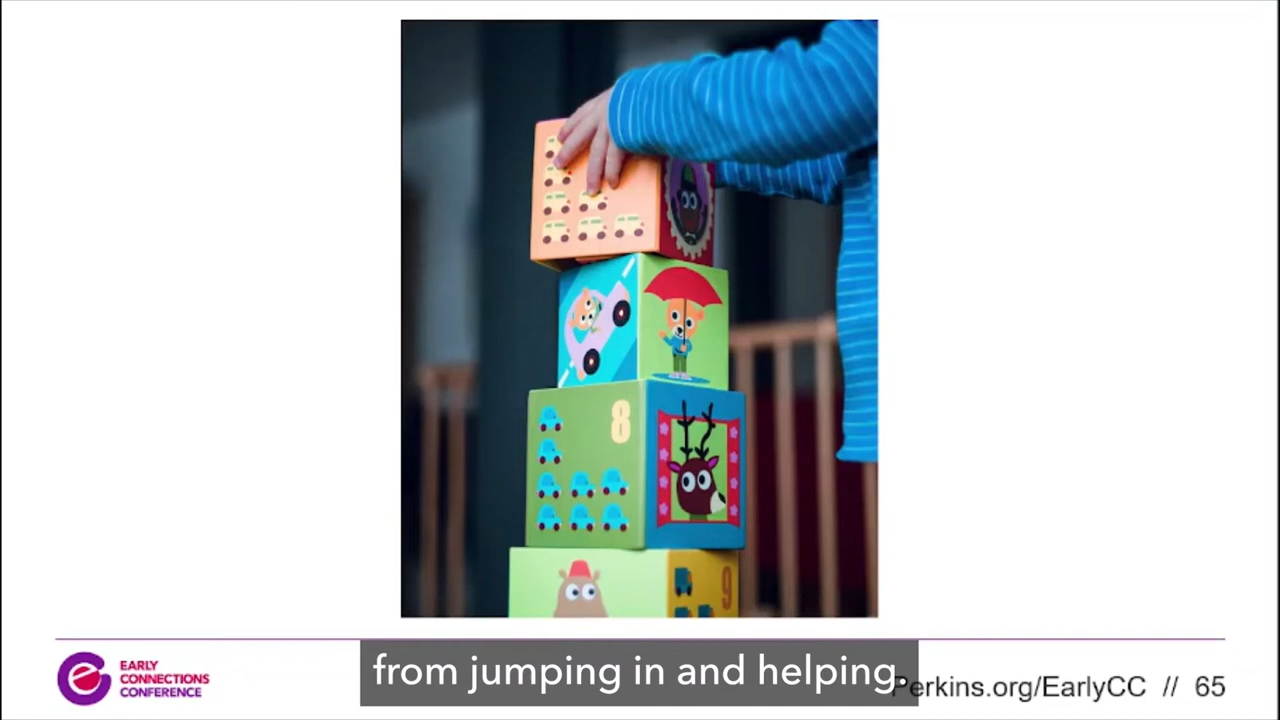 8
9
EARLY
CONNECTIONS
CONFERENCE
from jumping in and helping.
Perkins.org/EarlyCC // 65